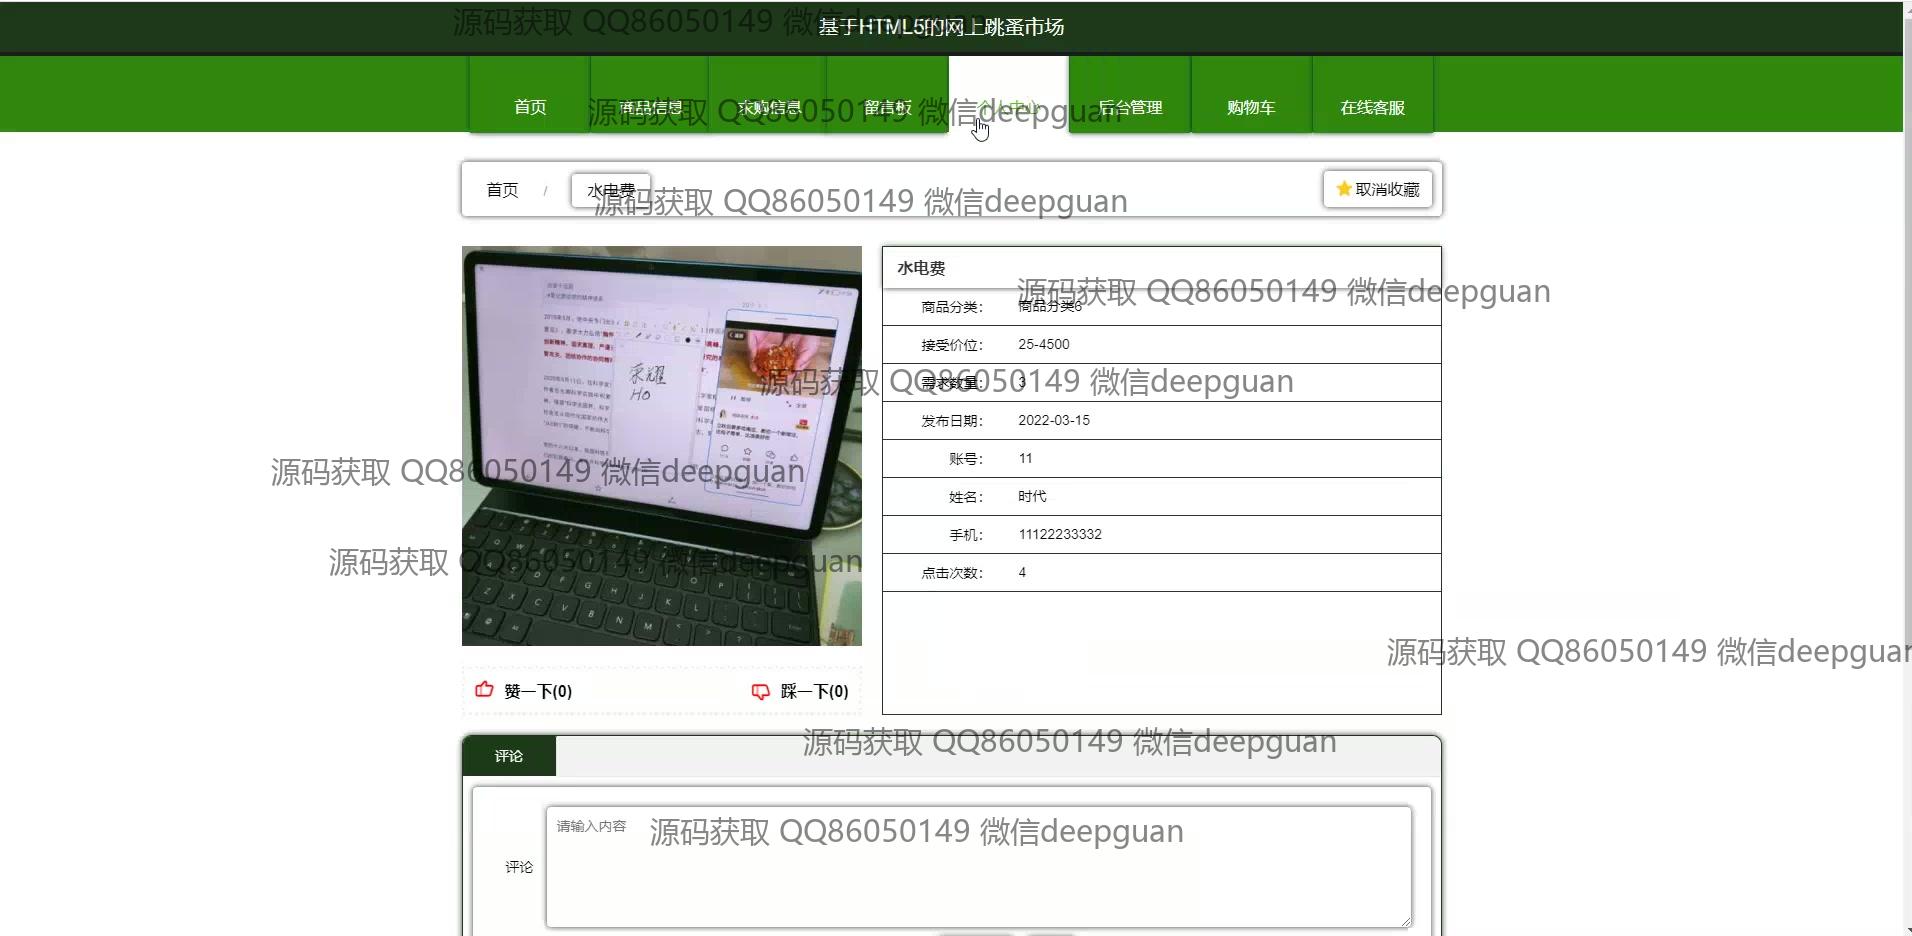 源码获取 QQ86050149 微信deepguan
基于HTML5的网上跳蚤市场
首页
商品信息
求购信息
留言板
个人中心
后台管理
购物车
在线客服
源码获取 QQ86050149 微信deepguan
首页 / 水电费
取消收藏
源码获取 QQ86050149 微信deepguan
水电费
源码获取 QQ86050149 微信deepguan
商品分类： 商品分类6
接受价位： 25-4500
需求数量： 3
源码获取 QQ86050149 微信deepguan
发布日期： 2022-03-15
账号： 11
源码获取 QQ86050149 微信deepguan
姓名： 时代
手机： 11122233332
源码获取 QQ86050149 微信deepguan
点击次数： 4
荣耀
HO
源码获取 QQ86050149 微信deepguan
赞一下(0)
踩一下(0)
源码获取 QQ86050149 微信deepguan
评论
请输入内容
源码获取 QQ86050149 微信deepguan
评论